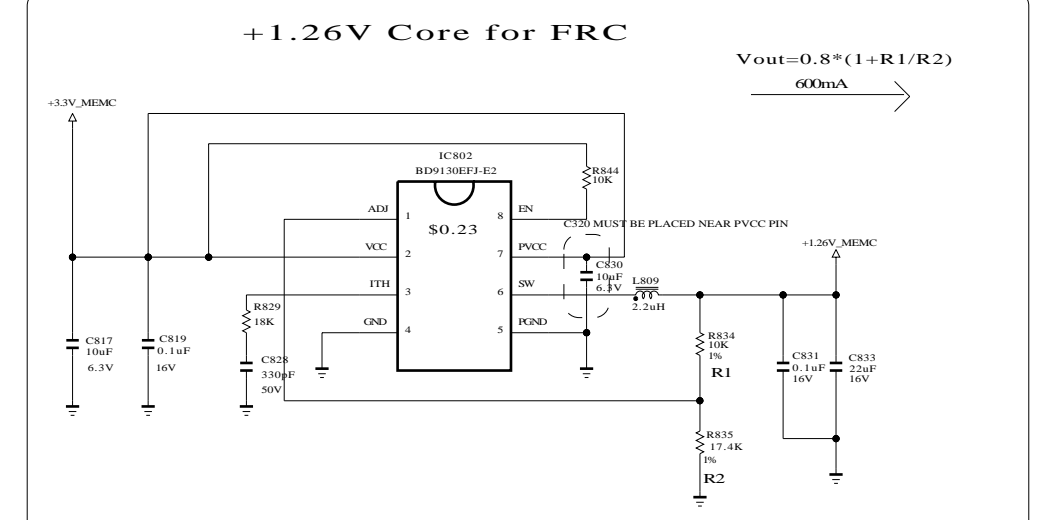 +1.26V Core for FRC
Vout=0.8*(1+R1/R2)
600mA
+3.3V_MEMC
IC802
BD9130EFJ-E2
R844
10K
ADJ
1
8
EN
$0.23
C320 MUST BE PLACED NEAR PVCC PIN
VCC
2
7
PVCC
+1.26V_MEMC
C830
10uF
6.3V
ITH
3
6
SW
L809
2.2uH
R829
18K
GND
4
5
PGND
C817
10uF
6.3V
C819
0.1uF
16V
C828
330pF
50V
R834
10K
1%
R1
C831
0.1uF
16V
C833
22uF
16V
R835
17.4K
1%
R2